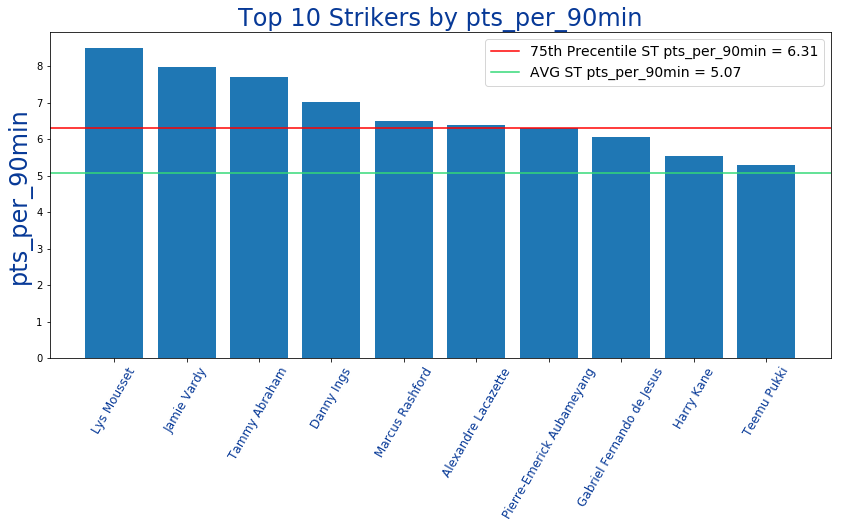 Top 10 Strikers by pts_per_90min
75th Precentile ST pts_per_90min = 6.31
AVG ST pts_per_90min = 5.07
pts_per_90min
8
7
6
5
4
3
2
1
0
Lys Mousset
Jamie Vardy
Tammy Abraham
Danny Ings
Marcus Rashford
Alexandre Lacazette
Pierre-Emerick Aubameyang
Gabriel Fernando de Jesus
Harry Kane
Teemu Pukki